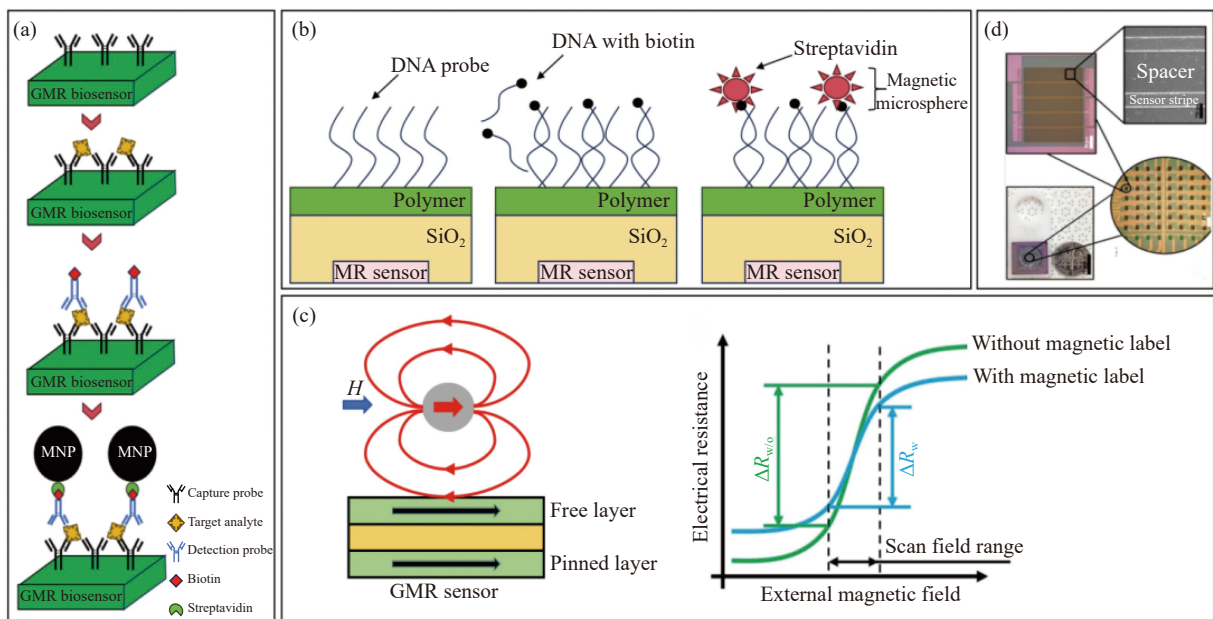 (a)
GMR biosensor
GMR biosensor
GMR biosensor
MNP
MNP
Capture probe
Target analyte
Detection probe
Biotin
Streptavidin
GMR biosensor
(b)
DNA probe
DNA with biotin
Streptavidin
Magnetic
microsphere
Polymer
SiO₂
MR sensor
Polymer
SiO₂
MR sensor
Polymer
SiO₂
MR sensor
(c)
H
Free layer
Pinned layer
GMR sensor
Electrical resistance
ΔR_w/o
ΔR_w
Without magnetic label
With magnetic label
Scan field range
External magnetic field
(d)
Spacer
Sensor stripe